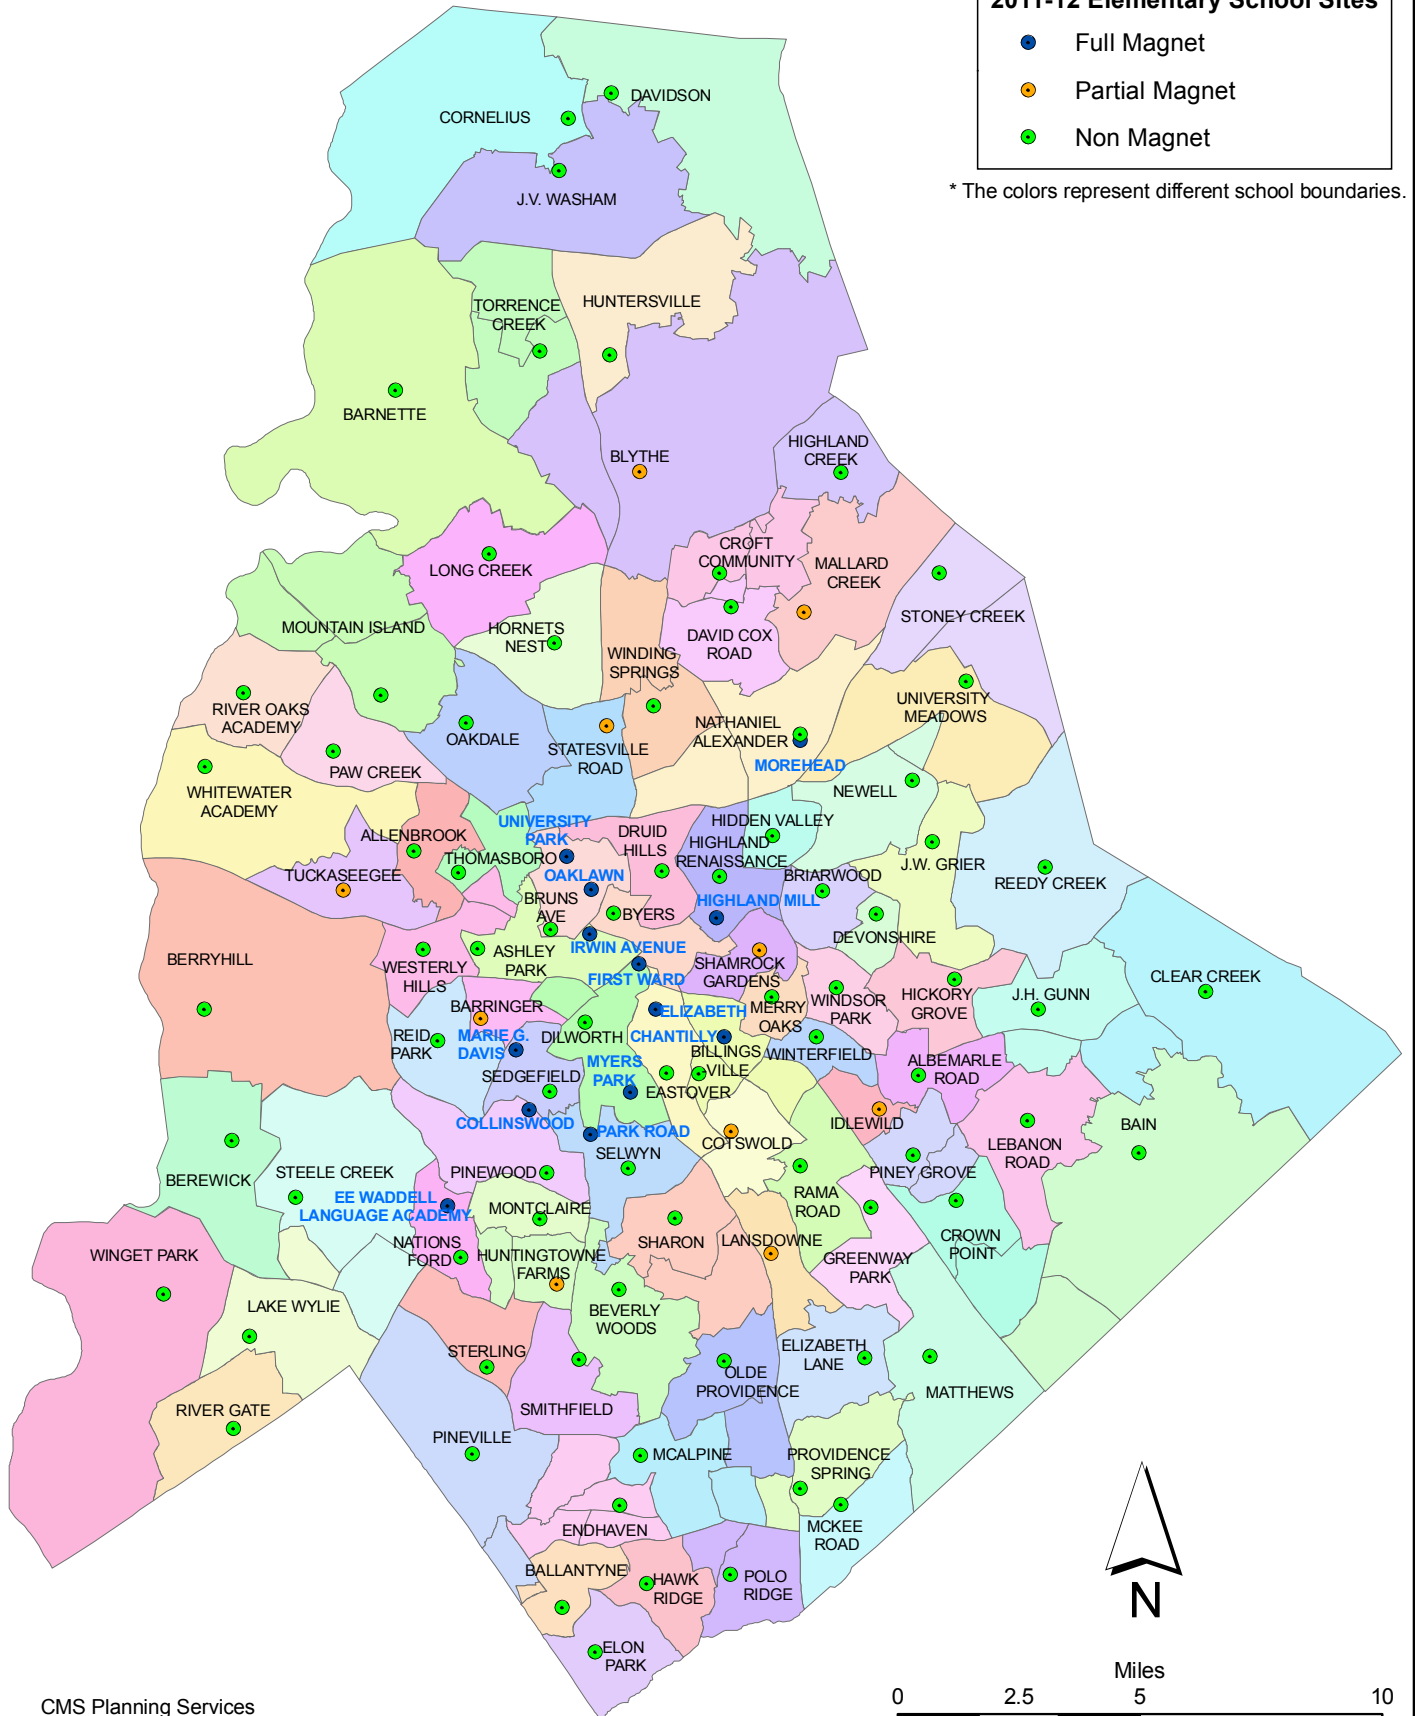 2011-12 Elementary School Sites
Full Magnet
Partial Magnet
Non Magnet
* The colors represent different school boundaries.
DAVIDSON
CORNELIUS
J.V. WASHAM
TORRENCE
CREEK
HUNTERSVILLE
BARNETTE
BLYTHE
HIGHLAND
CREEK
LONG CREEK
CROFT
COMMUNITY
MALLARD
CREEK
STONEY CREEK
MOUNTAIN ISLAND
HORNETS
NEST
DAVID COX
ROAD
WINDING
SPRINGS
RIVER OAKS
ACADEMY
OAKDALE
STATESVILLE
ROAD
NATHANIEL
ALEXANDER
MOREHEAD
UNIVERSITY
MEADOWS
PAW CREEK
WHITEWATER
ACADEMY
NEWELL
ALLENBROOK
UNIVERSITY
PARK
THOMASBORO
DRUID
HILLS
HIDDEN VALLEY
HIGHLAND
RENAISSANCE
J.W. GRIER
TUCKASEEGEE
OAKLAWN
BRIARWOOD
REEDY CREEK
BRUNS
AVE
BYERS
HIGHLAND MILL
DEVONSHIRE
BERRYHILL
WESTERLY
HILLS
ASHLEY
PARK
IRWIN AVENUE
FIRST WARD
SHAMROCK
GARDENS
CLEAR CREEK
BARRINGER
ELIZABETH
MERRY
OAKS
WINDSOR
PARK
HICKORY
GROVE
J.H. GUNN
REID
PARK
MARIE G.
DAVIS
DILWORTH
CHANTILLY
BILLINGS
-VILLE
WINTERFIELD
ALBEMARLE
ROAD
SEDGEFIELD
MYERS
PARK
EASTOVER
COLLINSWOOD
PARK ROAD
COTSWOLD
IDLEWILD
LEBANON
ROAD
BAIN
BEREWICK
STEELE CREEK
PINEWOOD
SELWYN
PINEY GROVE
EE WADDELL
LANGUAGE ACADEMY
MONTCLAIRE
RAMA
ROAD
WINGET PARK
NATIONS
FORD
HUNTINGTOWNE
FARMS
SHARON
LANSDOWNE
GREENWAY
PARK
CROWN
POINT
LAKE WYLIE
BEVERLY
WOODS
STERLING
ELIZABETH
LANE
OLDE
PROVIDENCE
MATTHEWS
RIVER GATE
SMITHFIELD
PINEVILLE
MCALPINE
PROVIDENCE
SPRING
ENDHAVEN
MCKEE
ROAD
BALLANTYNE
HAWK
RIDGE
POLO
RIDGE
ELON
PARK
N
Miles
0 2.5 5 10
CMS Planning Services